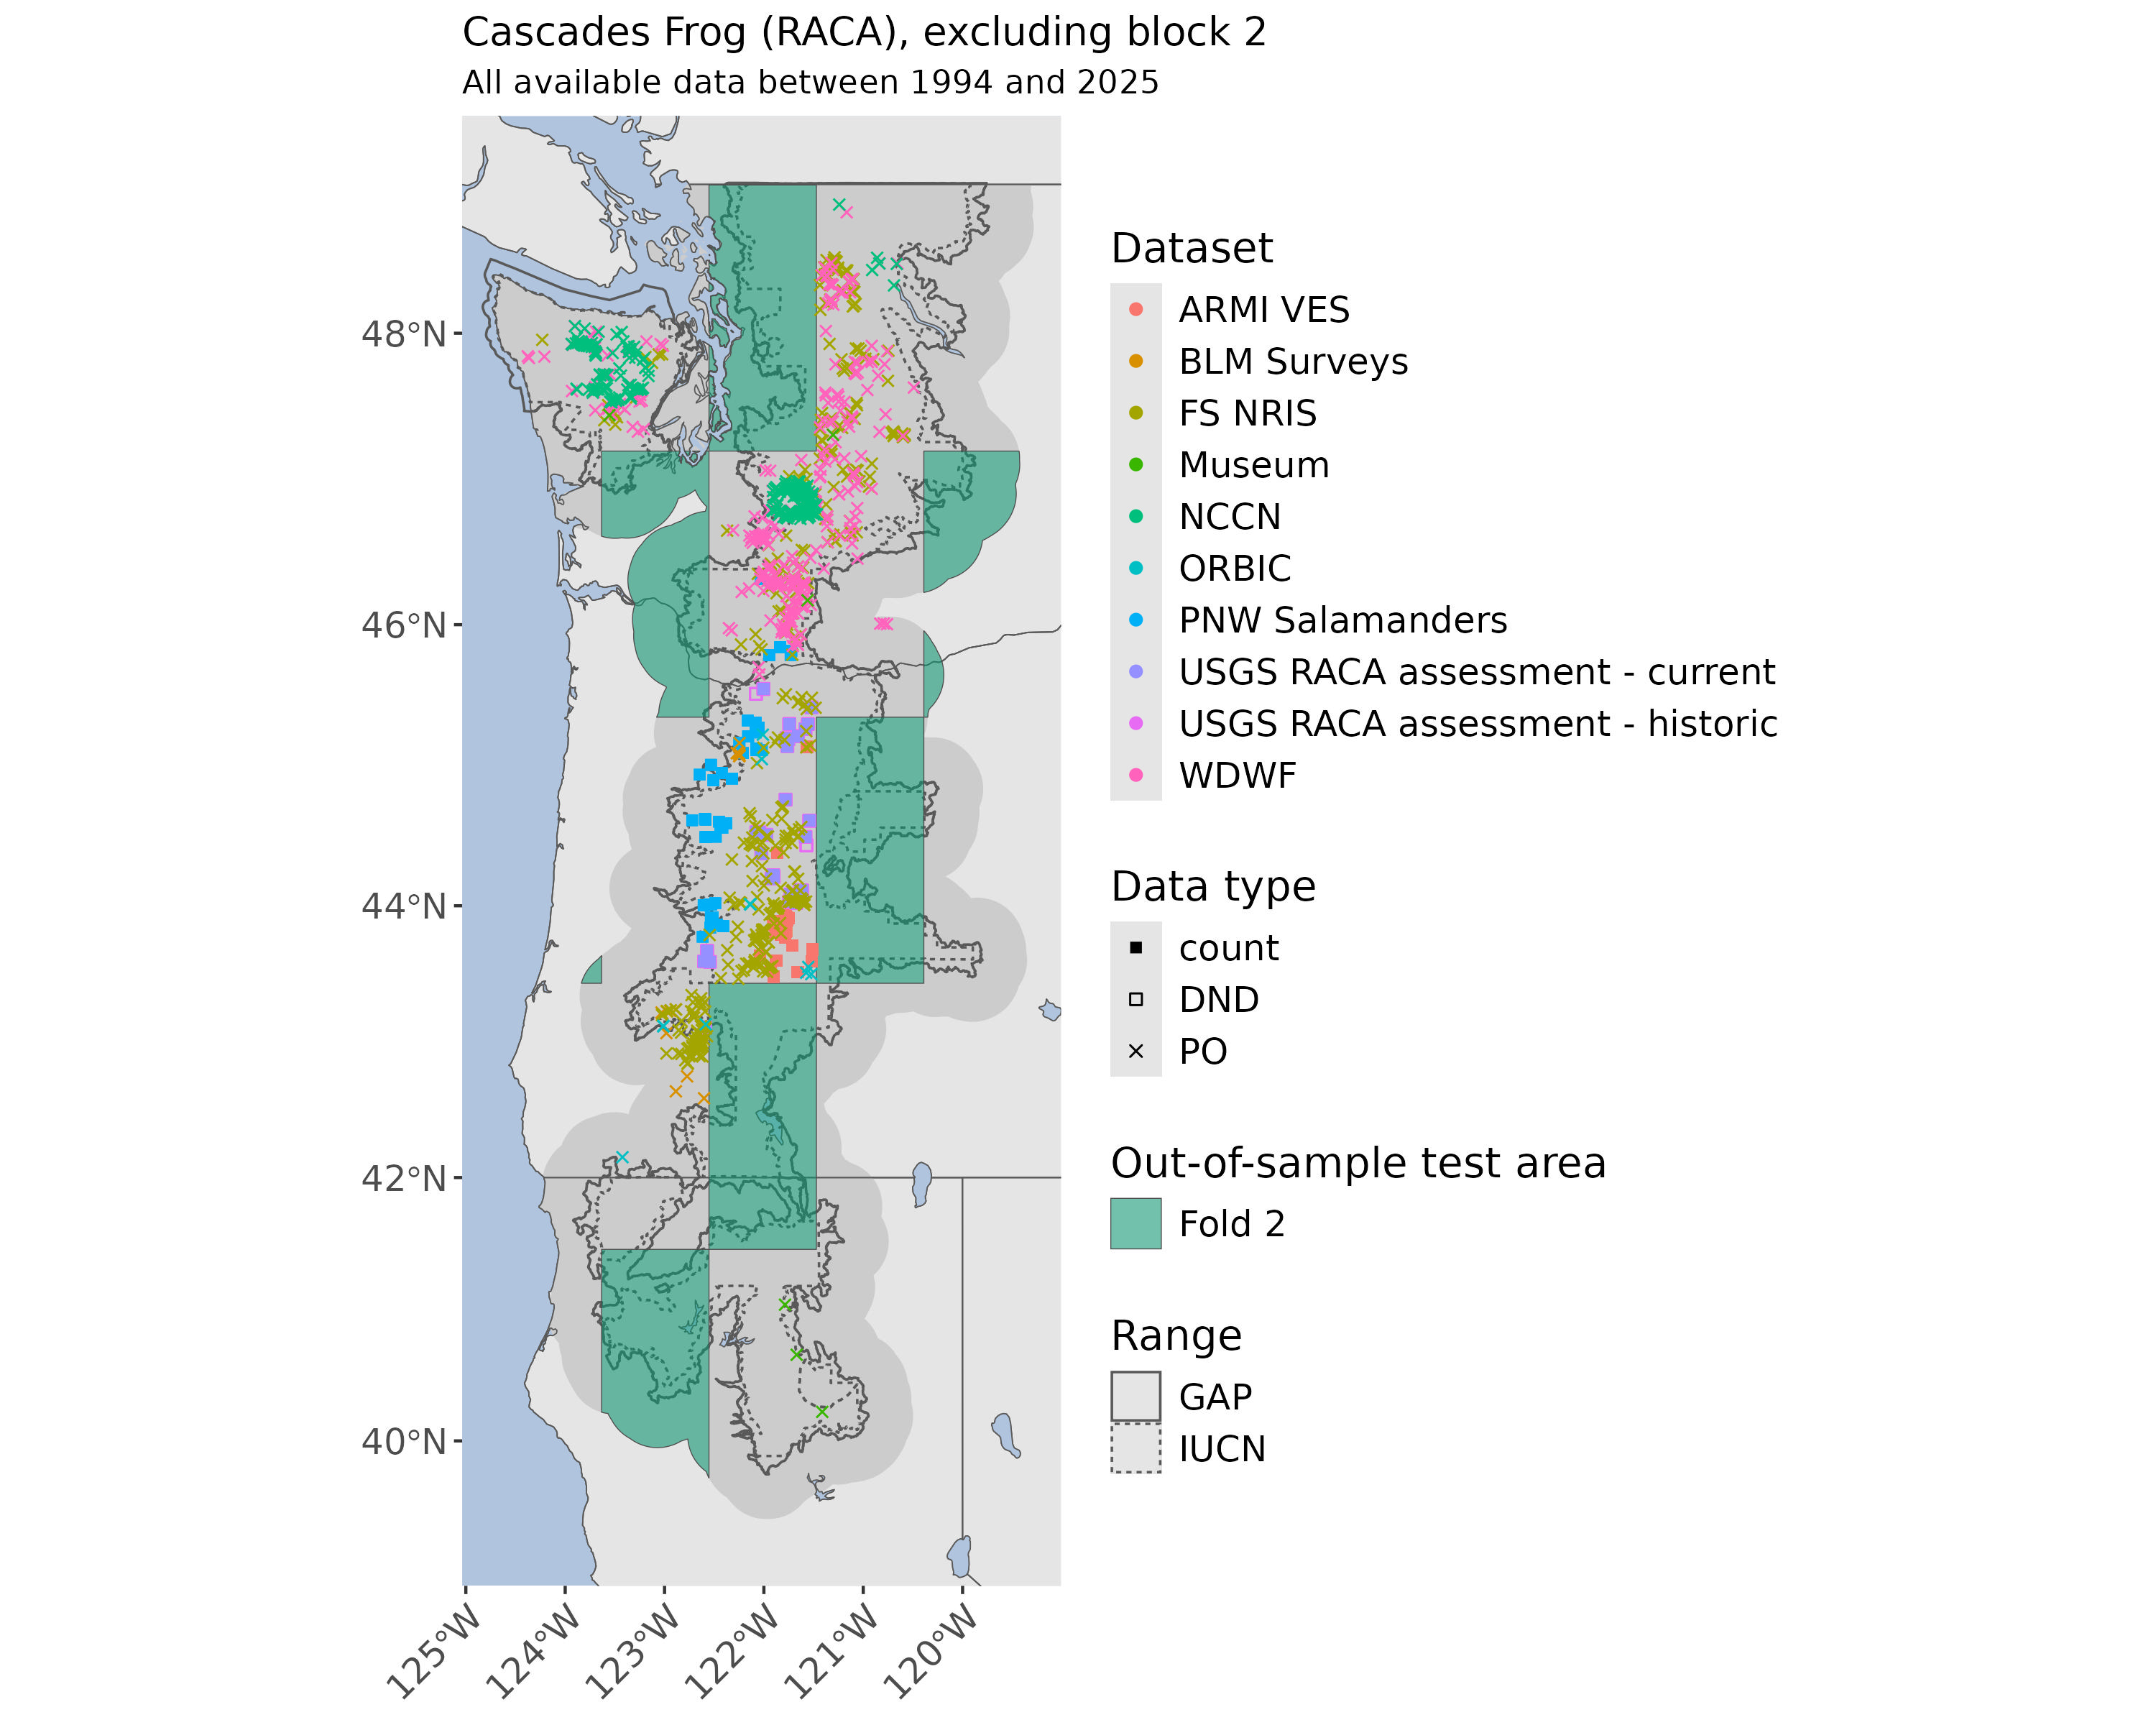 Cascades Frog (RACA), excluding block 2
All available data between 1994 and 2025
48°N
46°N
44°N
42°N
40°N
125°W
124°W
123°W
122°W
121°W
120°W
Dataset
ARMI VES
BLM Surveys
FS NRIS
Museum
NCCN
ORBIC
PNW Salamanders
USGS RACA assessment - current
USGS RACA assessment - historic
WDWF
Data type
count
DND
PO
Out-of-sample test area
Fold 2
Range
GAP
IUCN